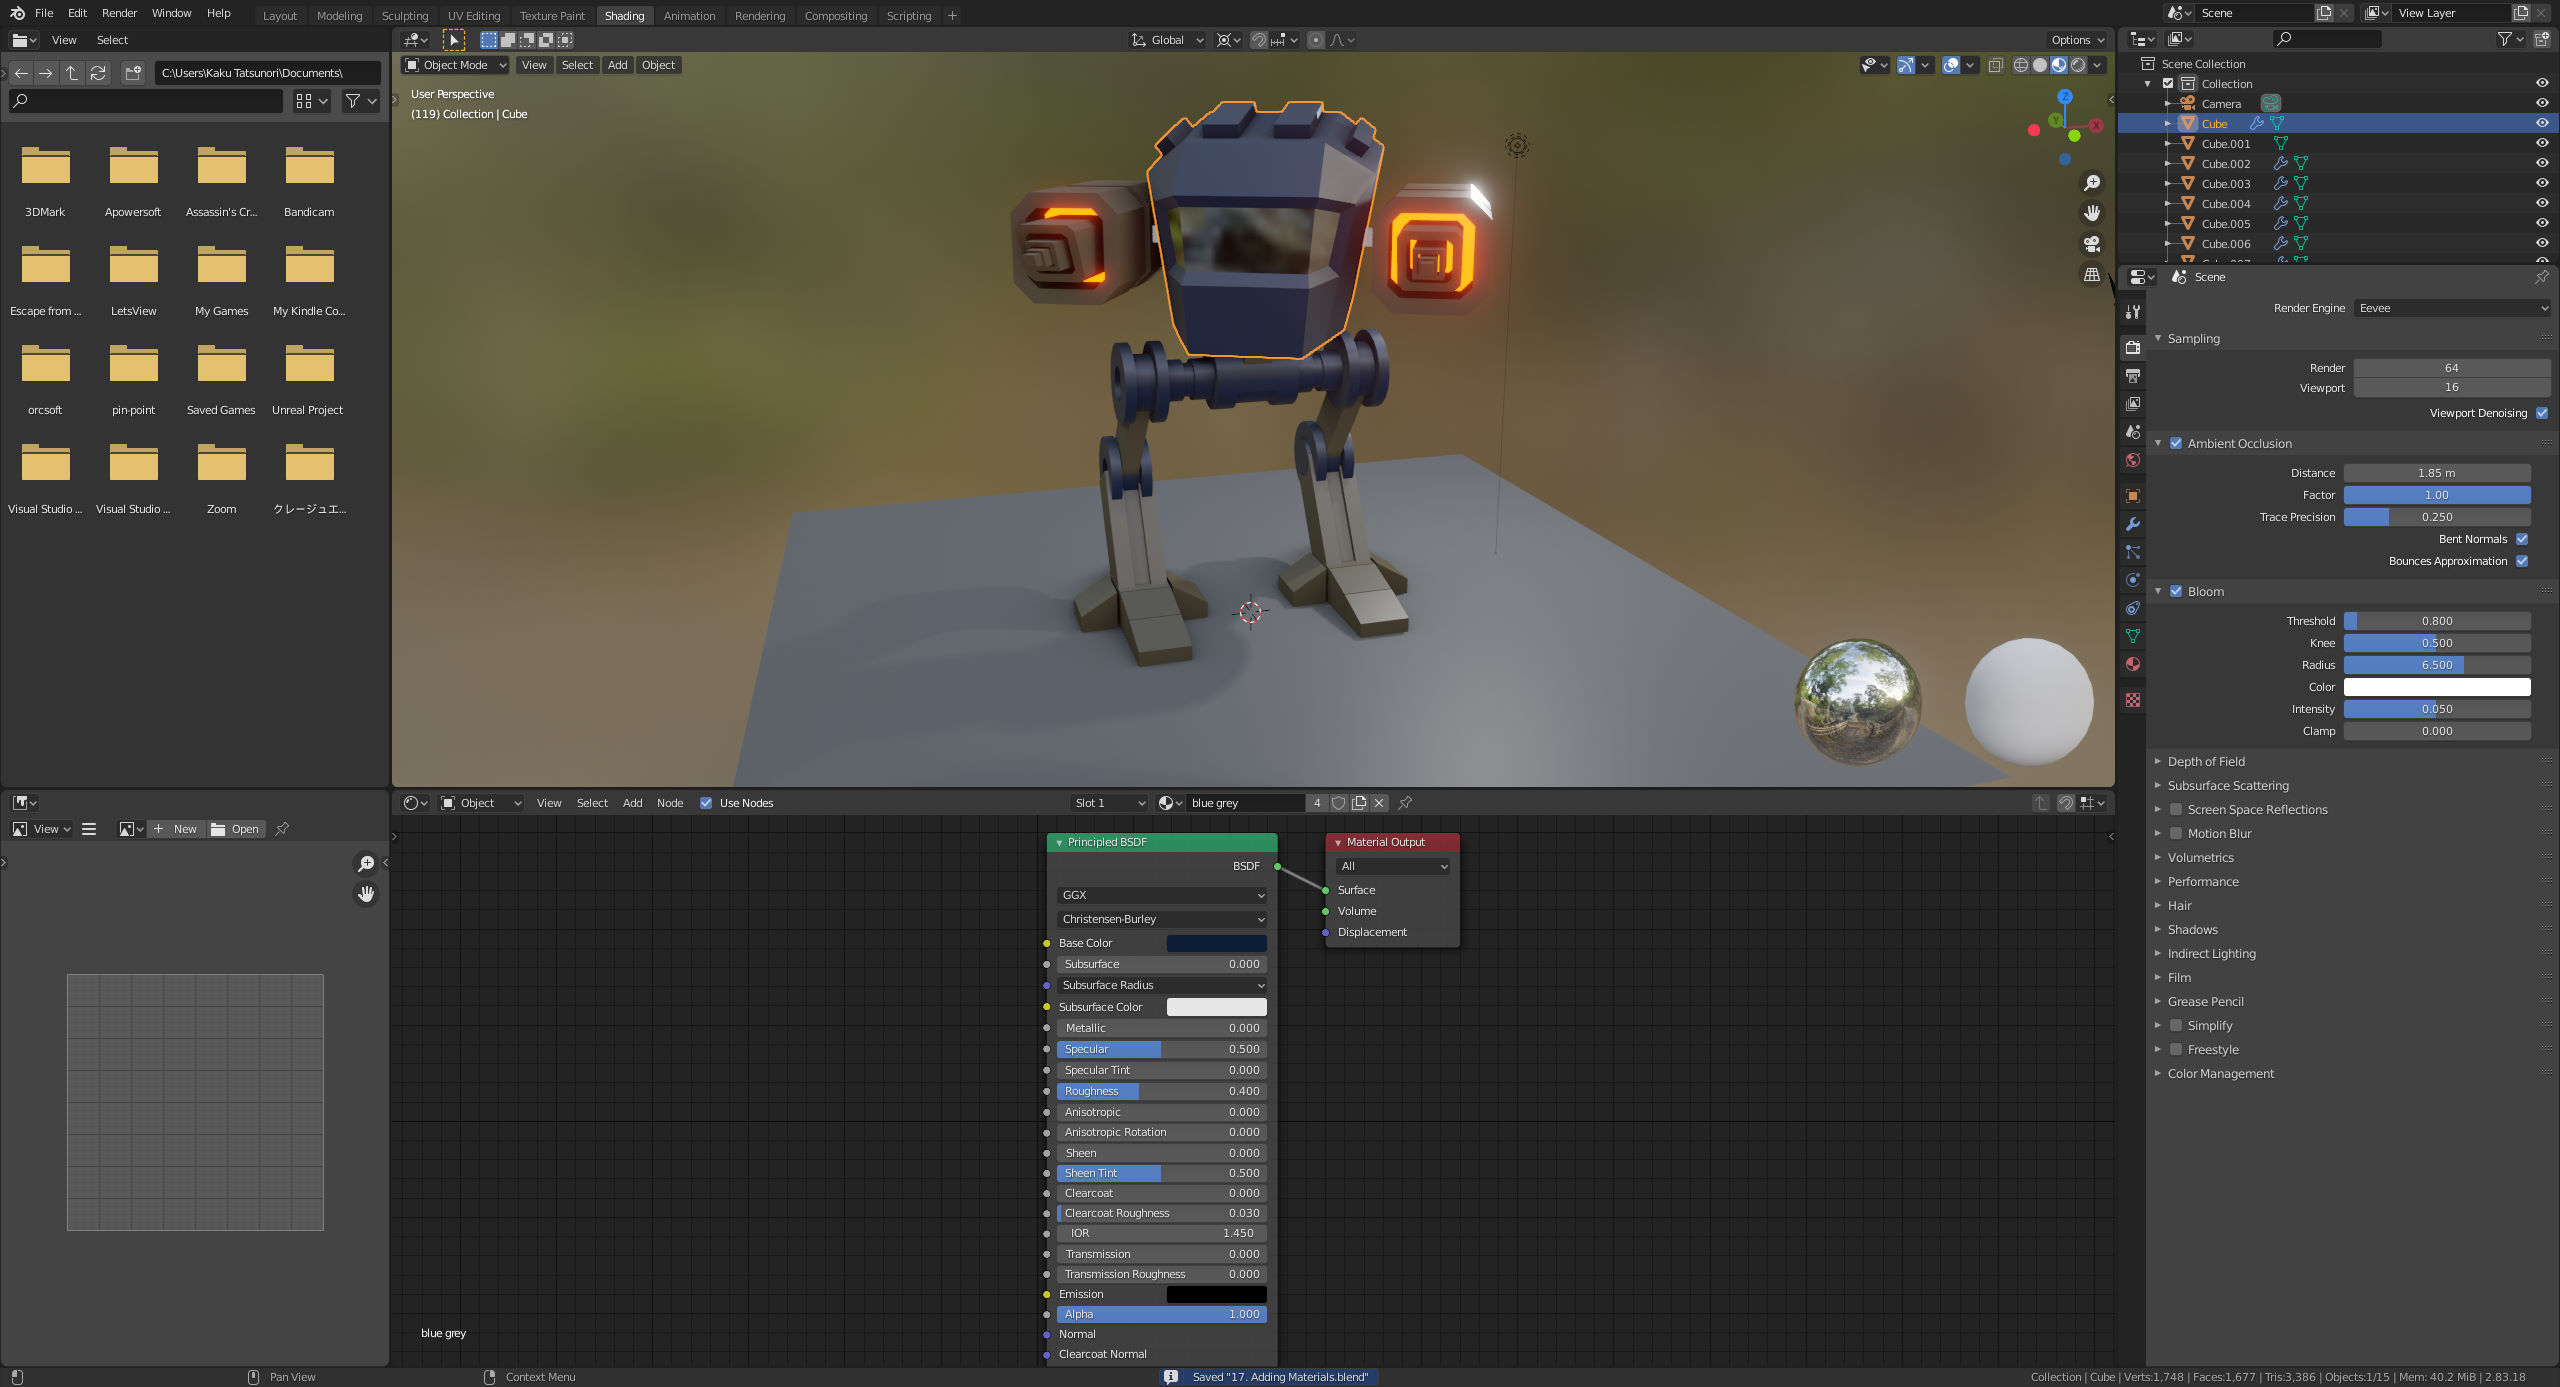 File Edit Render Window Help
Layout Modeling Sculpting UV Editing Texture Paint Shading Animation Rendering Compositing Scripting +
Scene
View Layer
View Select
Global
Options
C:\Users\Kaku Tatsunori\Documents\
Object Mode View Select Add Object
User Perspective
(119) Collection | Cube
Z
Y
X
3DMark Apowersoft Assassin's Cr... Bandicam
Escape from ... LetsView My Games My Kindle Co...
orcsoft pin-point Saved Games Unreal Project
Visual Studio ... Visual Studio ... Zoom クレージュエ...
Scene Collection
Collection
Camera
Cube
Cube.001
Cube.002
Cube.003
Cube.004
Cube.005
Cube.006
Scene
Render Engine Eevee
Sampling
Render 64
Viewport 16
Viewport Denoising
Ambient Occlusion
Distance 1.85 m
Factor 1.00
Trace Precision 0.250
Bent Normals
Bounces Approximation
Bloom
Threshold 0.800
Knee 0.500
Radius 6.500
Color
Intensity 0.050
Clamp 0.000
Depth of Field
Subsurface Scattering
Screen Space Reflections
Motion Blur
Volumetrics
Performance
Hair
Shadows
Indirect Lighting
Film
Grease Pencil
Simplify
Freestyle
Color Management
View + New Open
Object View Select Add Node Use Nodes
Slot 1
blue grey 4
Principled BSDF
BSDF
GGX
Christensen-Burley
Base Color
Subsurface 0.000
Subsurface Radius
Subsurface Color
Metallic 0.000
Specular 0.500
Specular Tint 0.000
Roughness 0.400
Anisotropic 0.000
Anisotropic Rotation 0.000
Sheen 0.000
Sheen Tint 0.500
Clearcoat 0.000
Clearcoat Roughness 0.030
IOR 1.450
Transmission 0.000
Transmission Roughness 0.000
Emission
Alpha 1.000
Normal
Clearcoat Normal
Material Output
All
Surface
Volume
Displacement
blue grey
Pan View
Context Menu
Saved "17. Adding Materials.blend"
Collection | Cube | Verts:1,748 | Faces:1,677 | Tris:3,386 | Objects:1/15 | Mem: 40.2 MiB | 2.83.18